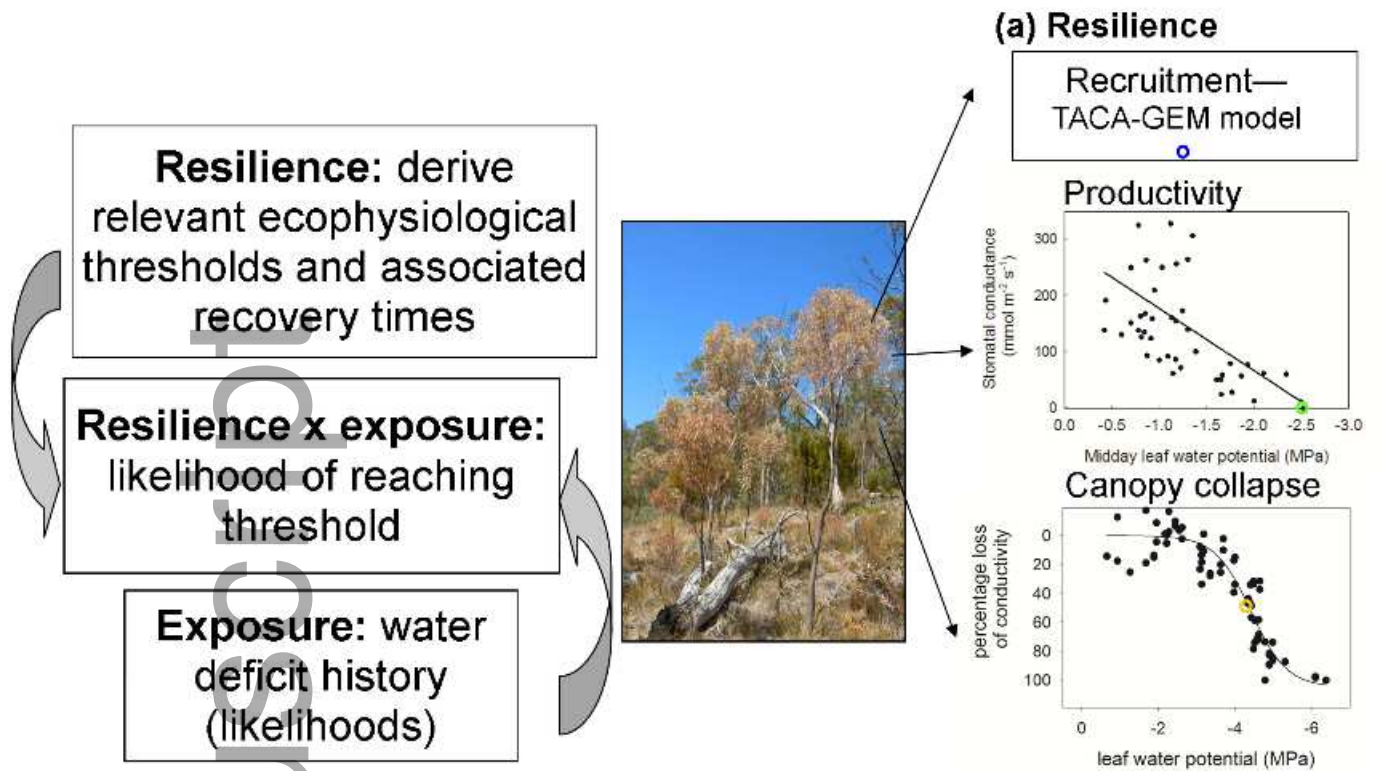 Resilience: derive
relevant ecophysiological
thresholds and associated
recovery times
Resilience x exposure:
likelihood of reaching
threshold
Exposure: water
deficit history
(likelihoods)
(a) Resilience
Recruitment—
TACA-GEM model
Productivity
Stomatal conductance
(mmol m⁻² s⁻¹)
300
200
100
0
0.0 -0.5 -1.0 -1.5 -2.0 -2.5 -3.0
Midday leaf water potential (MPa)
Canopy collapse
percentage loss
of conductivity
0
20
40
60
80
100
0 -2 -4 -6
leaf water potential (MPa)